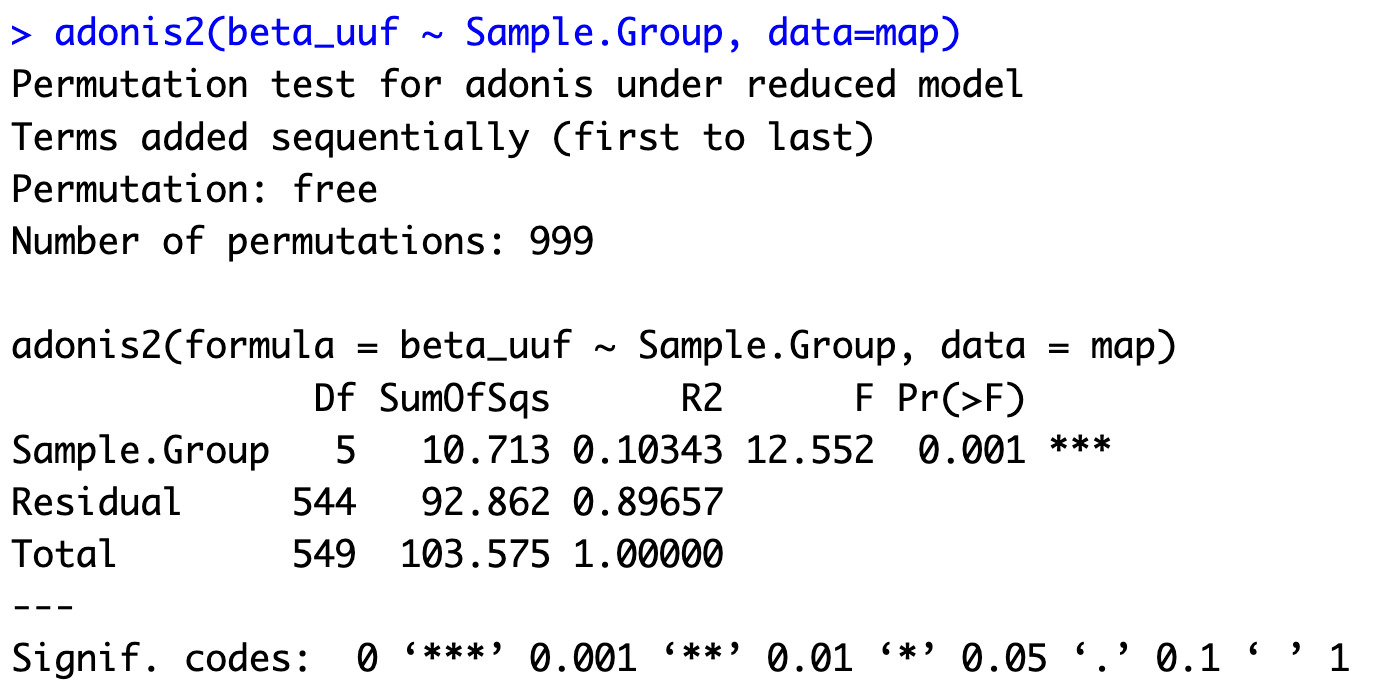 > adonis2(beta_uuf ~ Sample.Group, data=map)
Permutation test for adonis under reduced model
Terms added sequentially (first to last)
Permutation: free
Number of permutations: 999

adonis2(formula = beta_uuf ~ Sample.Group, data = map)
              Df SumOfSqs      R2      F Pr(>F)
Sample.Group   5   10.713 0.10343 12.552  0.001 ***
Residual     544   92.862 0.89657
Total        549  103.575 1.00000
---
Signif. codes:  0 ‘***’ 0.001 ‘**’ 0.01 ‘*’ 0.05 ‘.’ 0.1 ‘ ’ 1